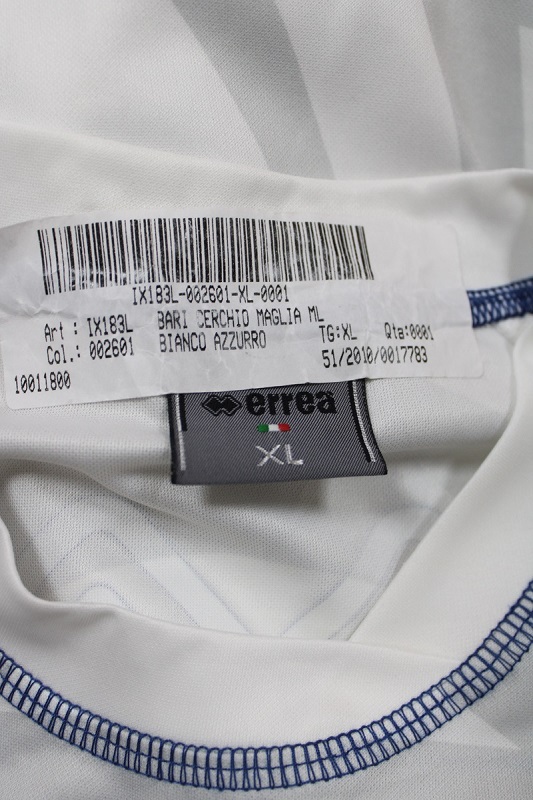 IX183L-002601-XL-0001
Art : IX183L BARI CERCHIO MAGLIA ML
Col.: 002601 BIANCO AZZURRO TG:XL Qta:0001
51/2010/0017783
10011800
erreà
XL